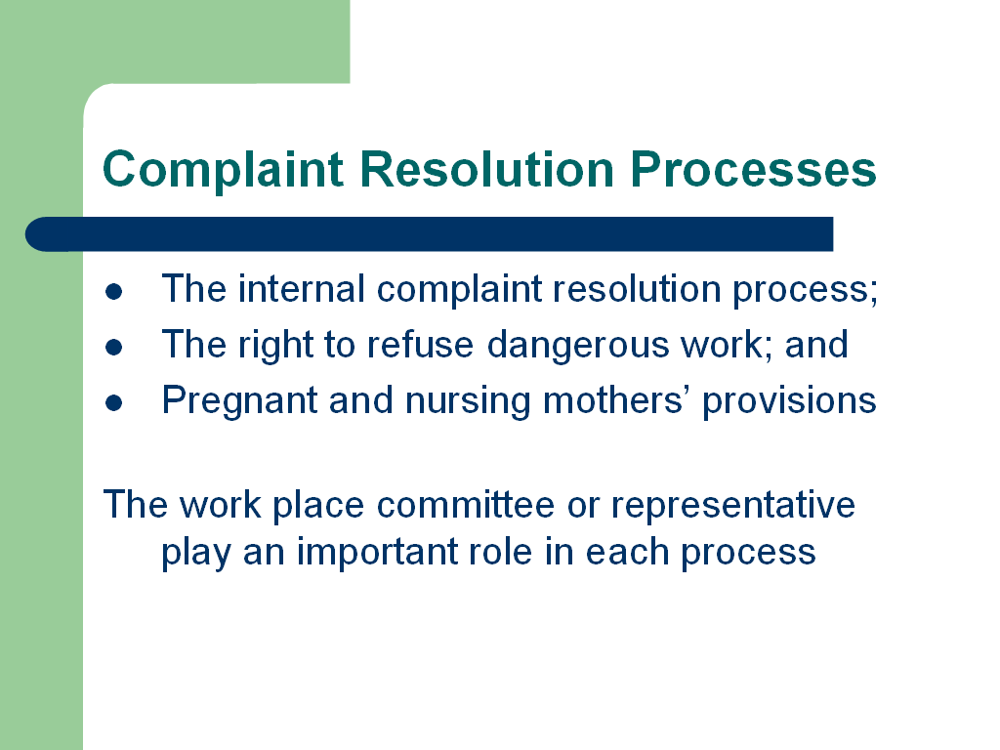 Complaint Resolution Processes
● The internal complaint resolution process;
● The right to refuse dangerous work; and
● Pregnant and nursing mothers’ provisions
The work place committee or representative
play an important role in each process